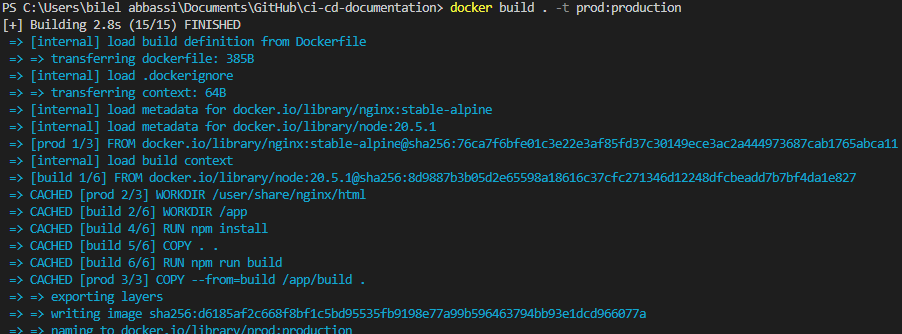 PS C:\Users\bilel abbassi\Documents\GitHub\ci-cd-documentation> docker build . -t prod:production
[+] Building 2.8s (15/15) FINISHED
=> [internal] load build definition from Dockerfile
=> => transferring dockerfile: 385B
=> [internal] load .dockerignore
=> => transferring context: 64B
=> [internal] load metadata for docker.io/library/nginx:stable-alpine
=> [internal] load metadata for docker.io/library/node:20.5.1
=> [prod 1/3] FROM docker.io/library/nginx:stable-alpine@sha256:76ca7f6bfe01c3e22e3af85fd37c30149ece3ac2a444973687cab1765abca11
=> [internal] load build context
=> [build 1/6] FROM docker.io/library/node:20.5.1@sha256:8d9887b3b05d2e65598a18616c37cfc271346d12248dfcbeadd7b7bf4da1e827
=> CACHED [prod 2/3] WORKDIR /user/share/nginx/html
=> CACHED [build 2/6] WORKDIR /app
=> CACHED [build 4/6] RUN npm install
=> CACHED [build 5/6] COPY . .
=> CACHED [build 6/6] RUN npm run build
=> CACHED [prod 3/3] COPY --from=build /app/build .
=> => exporting layers
=> => writing image sha256:d6185af2c668f8bf1c5bd95535fb9198e77a99b596463794bb93e1dcd966077a
=> => naming to docker.io/library/prod:production